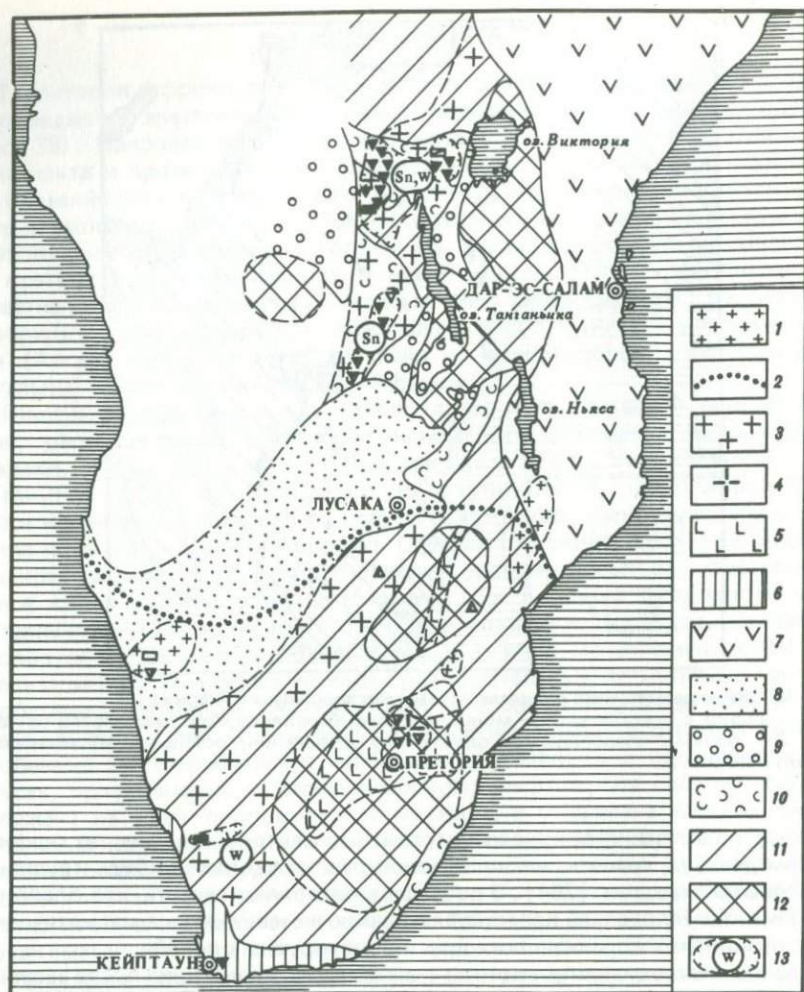 оз. Виктория
Sn,W
ДАР-ЭС-САЛАМ
оз. Танганьика
Sn
оз. Ньяса
ЛУСАКА
ПРЕТОРИЯ
W
КЕЙПТАУН
1
2
3
4
5
6
7
8
9
10
11
12
W 13